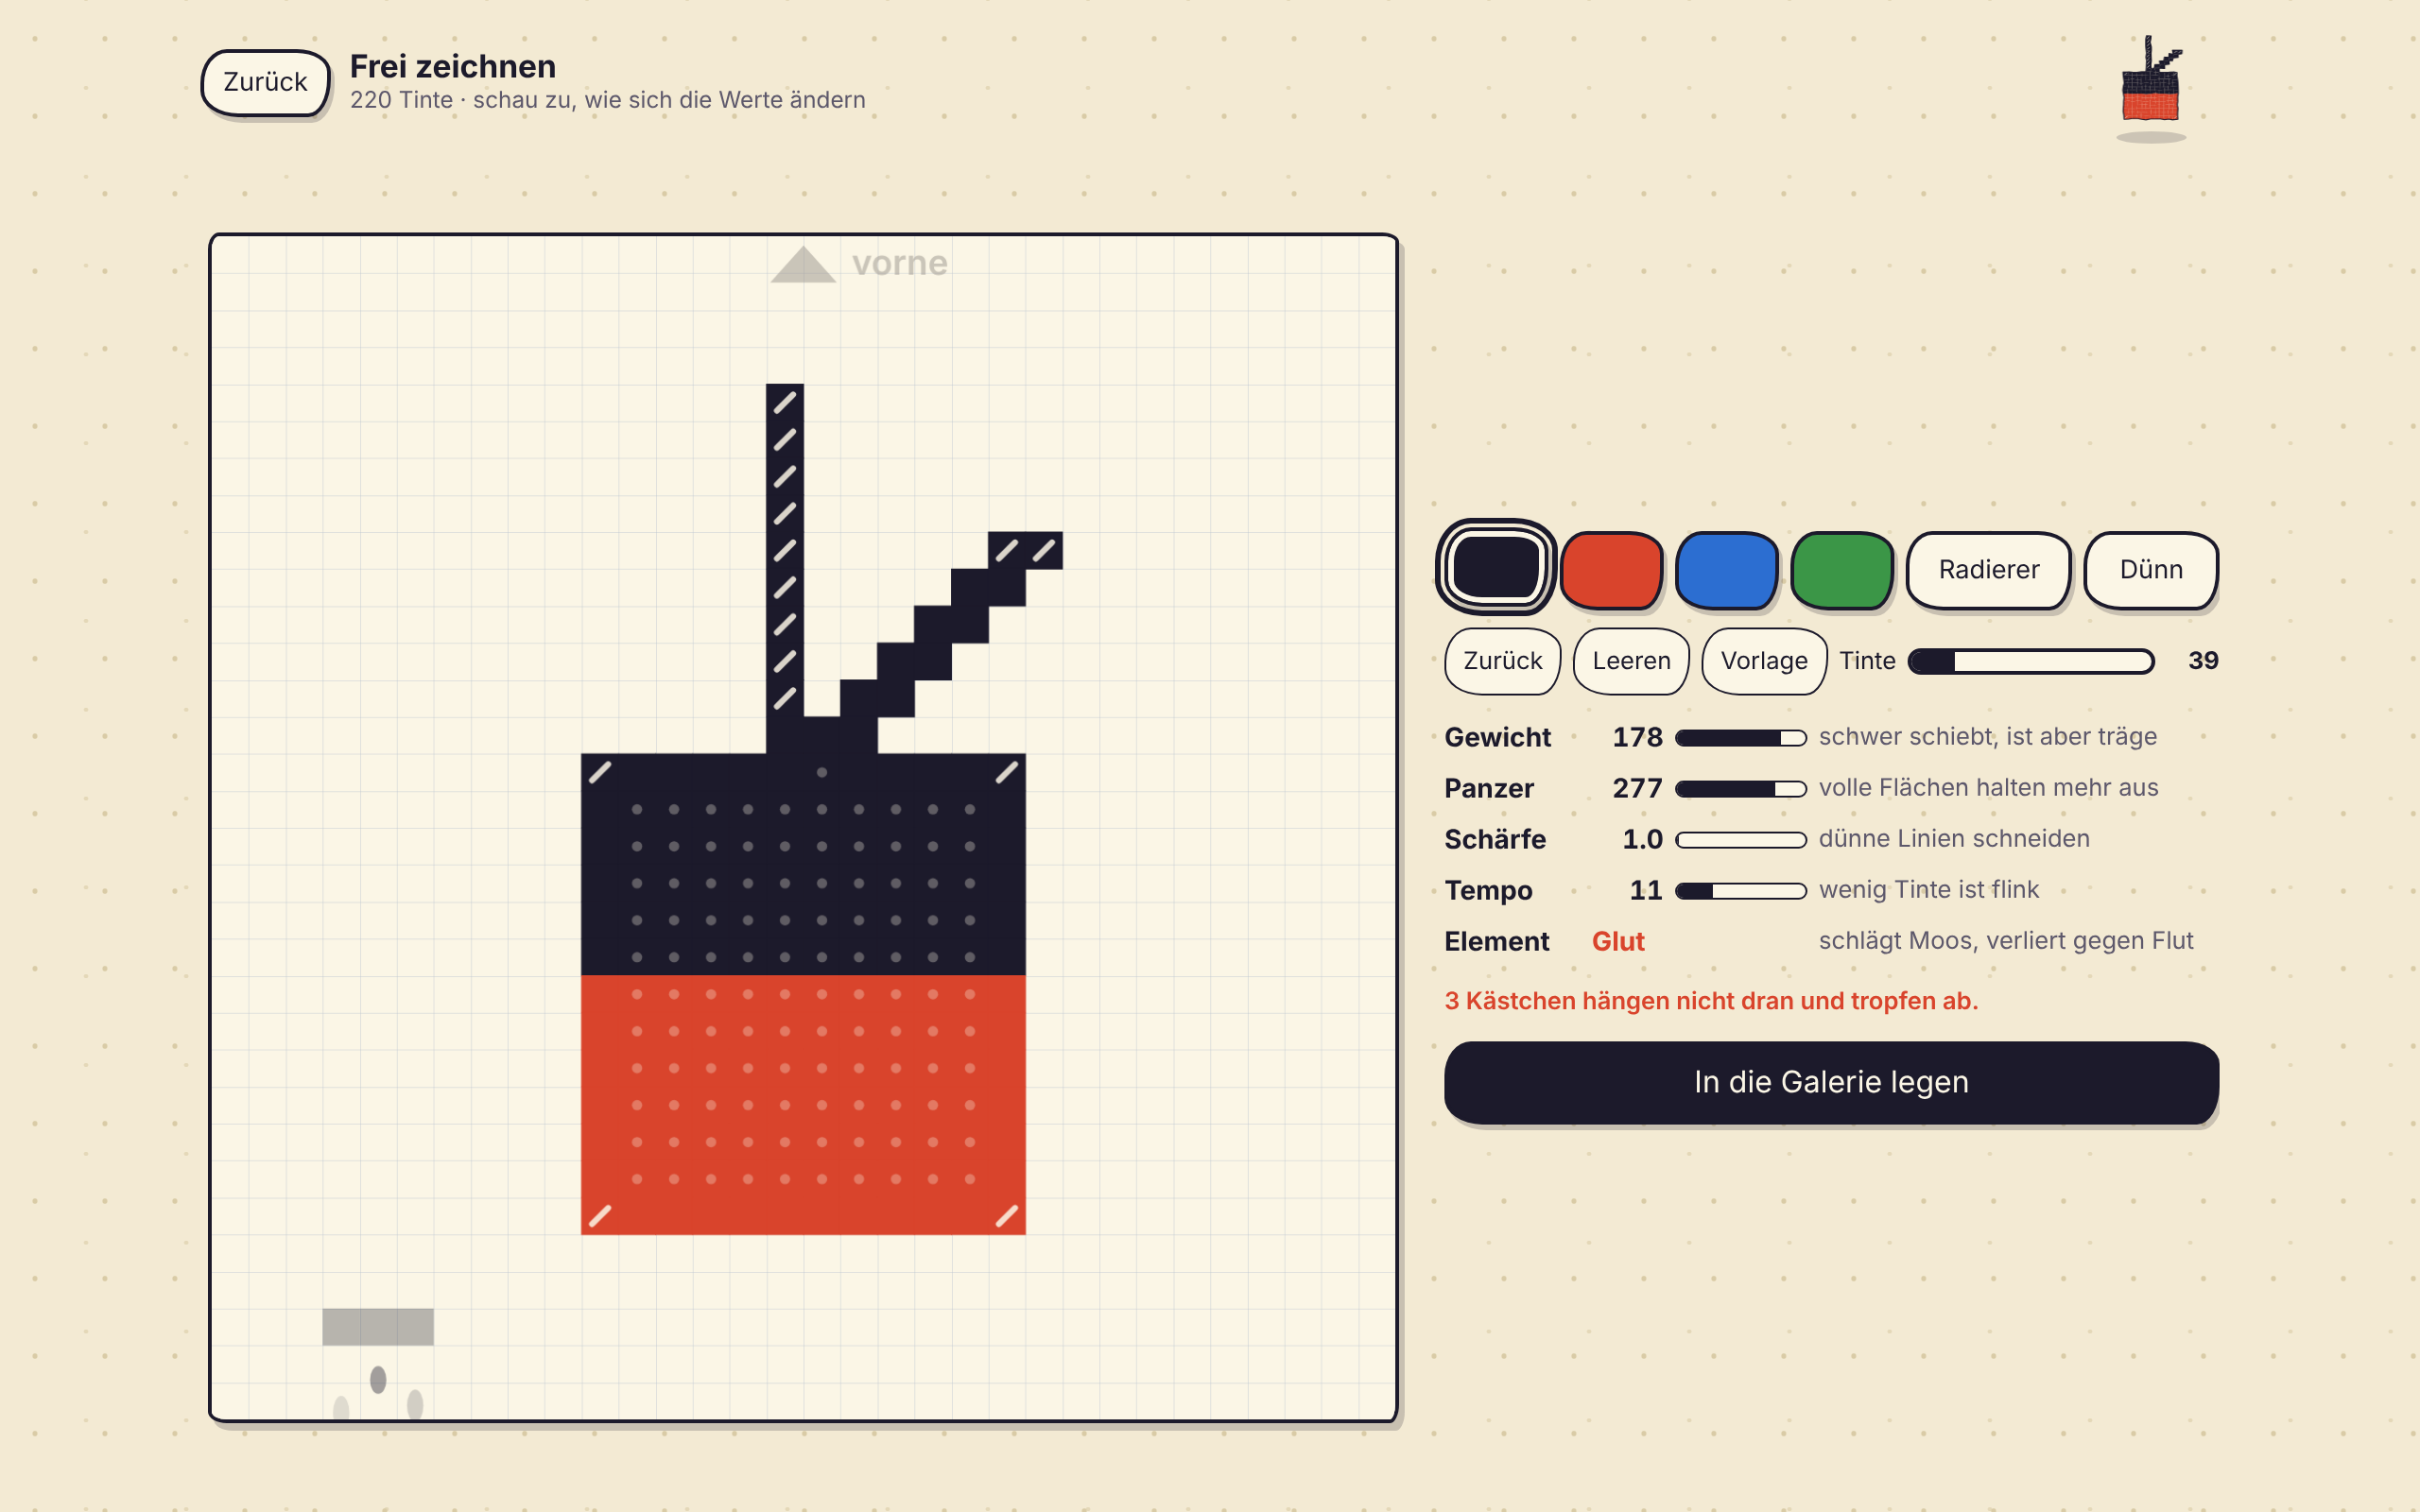 Zurück
Frei zeichnen
220 Tinte · schau zu, wie sich die Werte ändern
vorne
Radierer
Dünn
Zurück
Leeren
Vorlage
Tinte
39
Gewicht 178 schwer schiebt, ist aber träge
Panzer 277 volle Flächen halten mehr aus
Schärfe 1.0 dünne Linien schneiden
Tempo 11 wenig Tinte ist flink
Element Glut schlägt Moos, verliert gegen Flut
3 Kästchen hängen nicht dran und tropfen ab.
In die Galerie legen